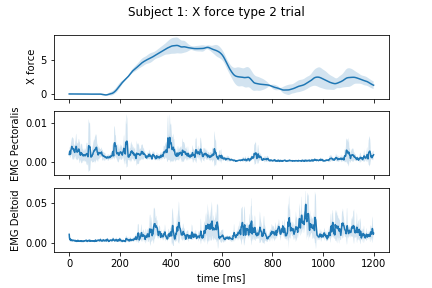 Subject 1: X force type 2 trial
X force
5
0
EMG Pectoralis
0.01
0.00
EMG Deltoid
0.05
0.00
0 200 400 600 800 1000 1200
time [ms]